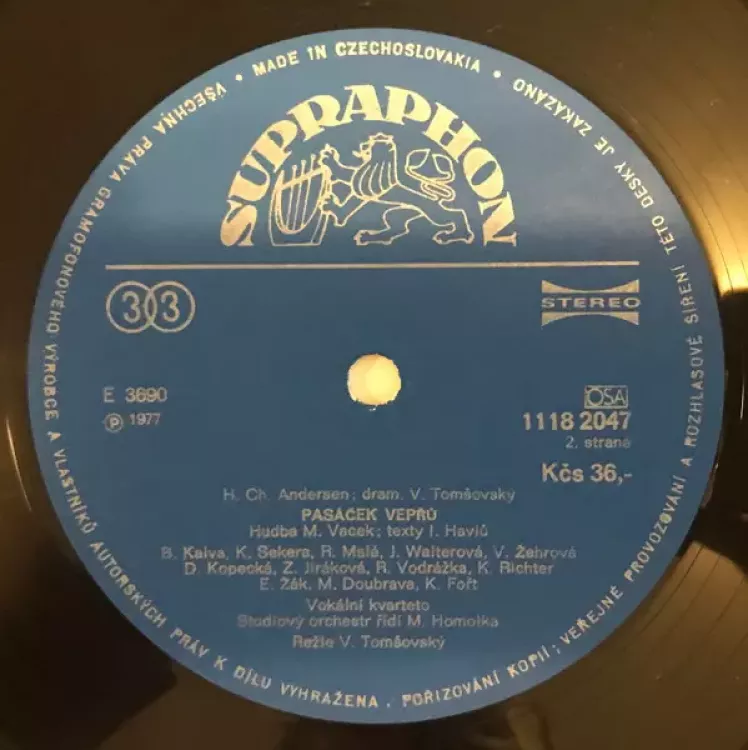 VŠECHNA PRÁVA GRAMOFONOVÉHO VÝROBCE A VLASTNÍKŮ AUTORSKÝCH PRÁV K DÍLU VYHRAŽENA. POŘIZOVÁNÍ KOPIÍ; VEŘEJNÉ PROVOZOVÁNÍ A ROZHLASOVÉ ŠÍŘENÍ TÉTO DESKY JE ZAKÁZÁNO
• MADE IN CZECHOSLOVAKIA •
SUPRAPHON
33
STEREO
E 3690
Ⓟ 1977
OSA
1118 2047
2. strana
Kčs 36,-
H. Ch. Andersen; dram. V. Tomšovský
PASÁČEK VEPŘŮ
Hudba M. Vacek; texty I. Havlů
B. Kalva, K. Sekera, R. Malá, J. Walterová, V. Žehrová
D. Kopecká, Z. Jiráková, R. Vodrážka, K. Richter
E. Žák, M. Doubrava, K. Fořt
Vokální kvarteto
Studiový orchestr řídí M. Homolka
Režie V. Tomšovský